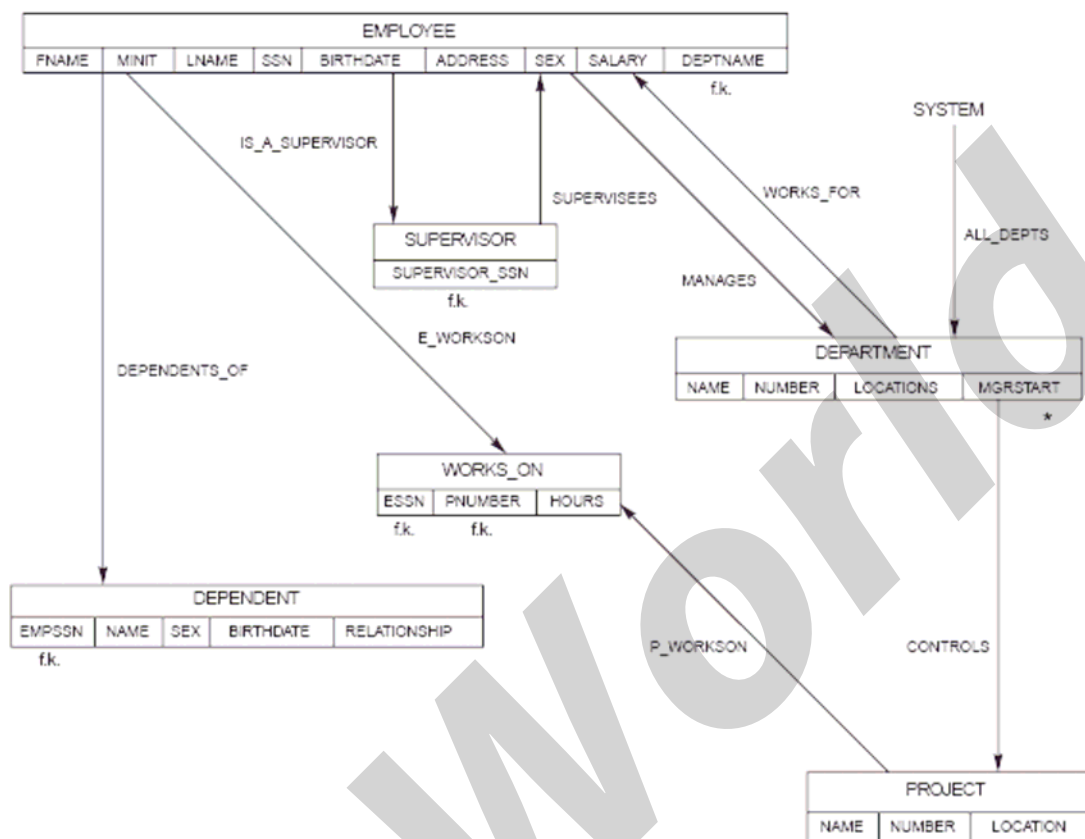 EMPLOYEE
FNAME MINIT LNAME SSN BIRTHDATE ADDRESS SEX SALARY DEPTNAME
f.k.
SYSTEM
IS_A_SUPERVISOR
SUPERVISEES
WORKS_FOR
ALL_DEPTS
SUPERVISOR
SUPERVISOR_SSN
f.k.
MANAGES
E_WORKSON
DEPENDENTS_OF
DEPARTMENT
NAME NUMBER LOCATIONS MGRSTART
*
WORKS_ON
ESSN PNUMBER HOURS
f.k. f.k.
DEPENDENT
EMPSSN NAME SEX BIRTHDATE RELATIONSHIP
f.k.
P_WORKSON
CONTROLS
PROJECT
NAME NUMBER LOCATION
World